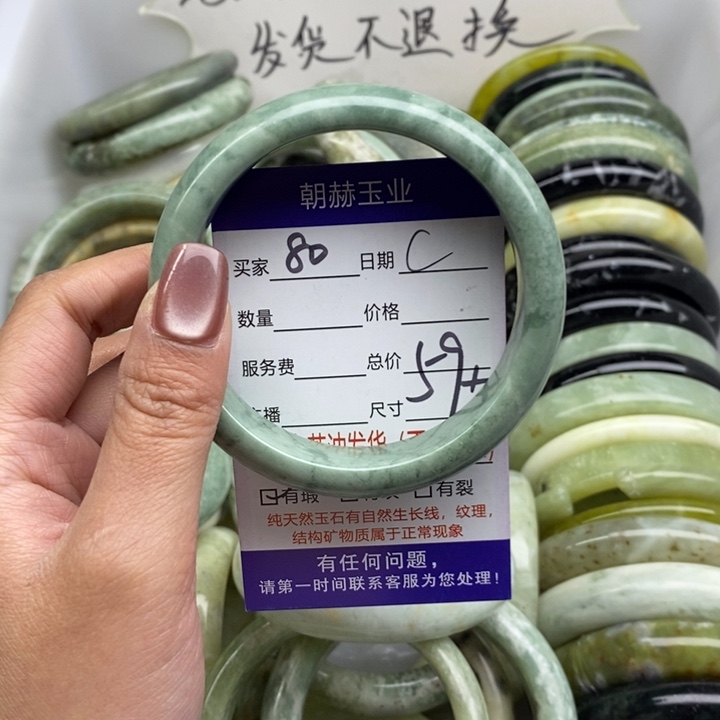 发货不退换
朝赫玉业
买家 80 日期 C
数量 价格
服务费 总价
播 尺寸 59
有瑕 有裂
纯天然玉石有自然生长线，纹理，
结构矿物质属于正常现象
有任何问题，
请第一时间联系客服为您处理！